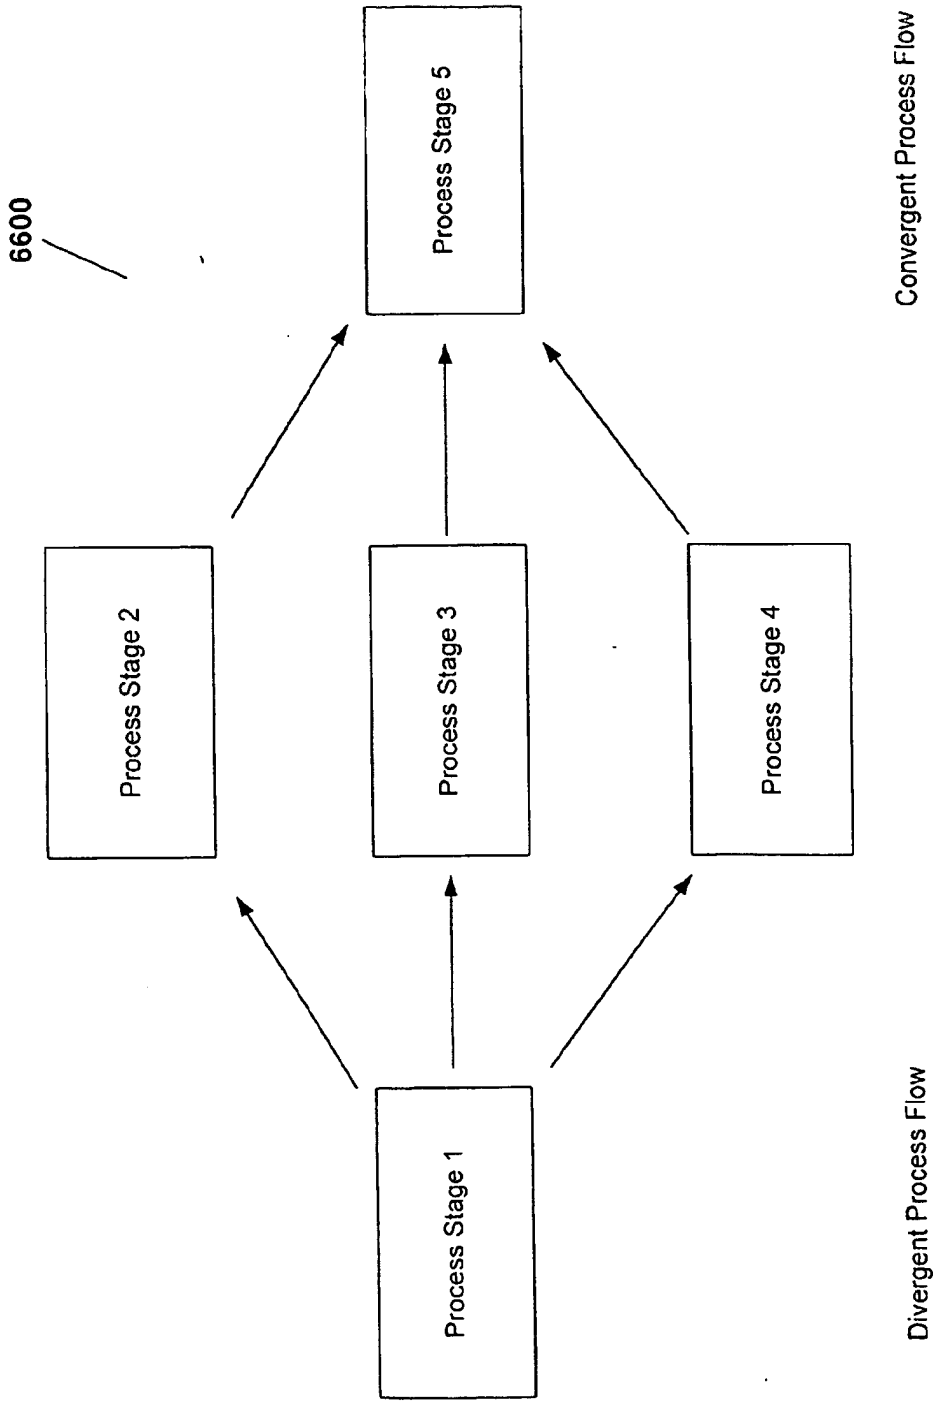 6600
Process Stage 2
Process Stage 1
Process Stage 3
Process Stage 5
Process Stage 4
Divergent Process Flow
Convergent Process Flow